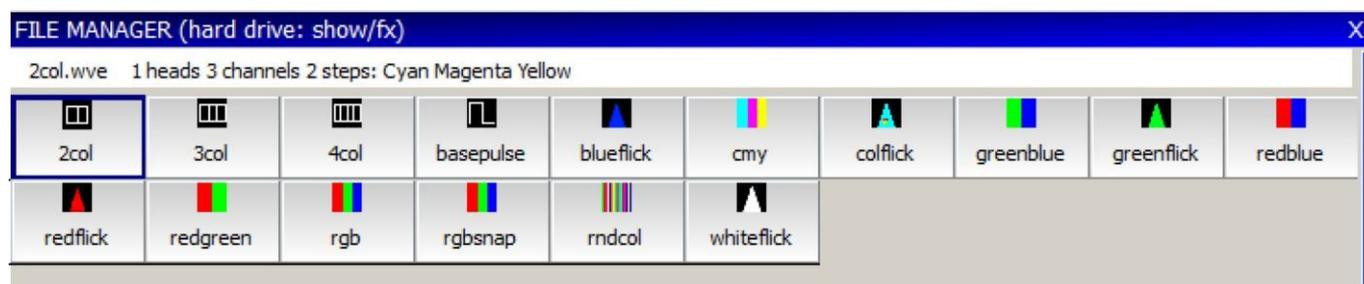 FILE MANAGER (hard drive: show/fx) X
2col.wve 1 heads 3 channels 2 steps: Cyan Magenta Yellow
2col 3col 4col basepulse blueflick cmy colflick greenblue greenflick redblue
redflick redgreen rgb rgbsnap rndcol whiteflick